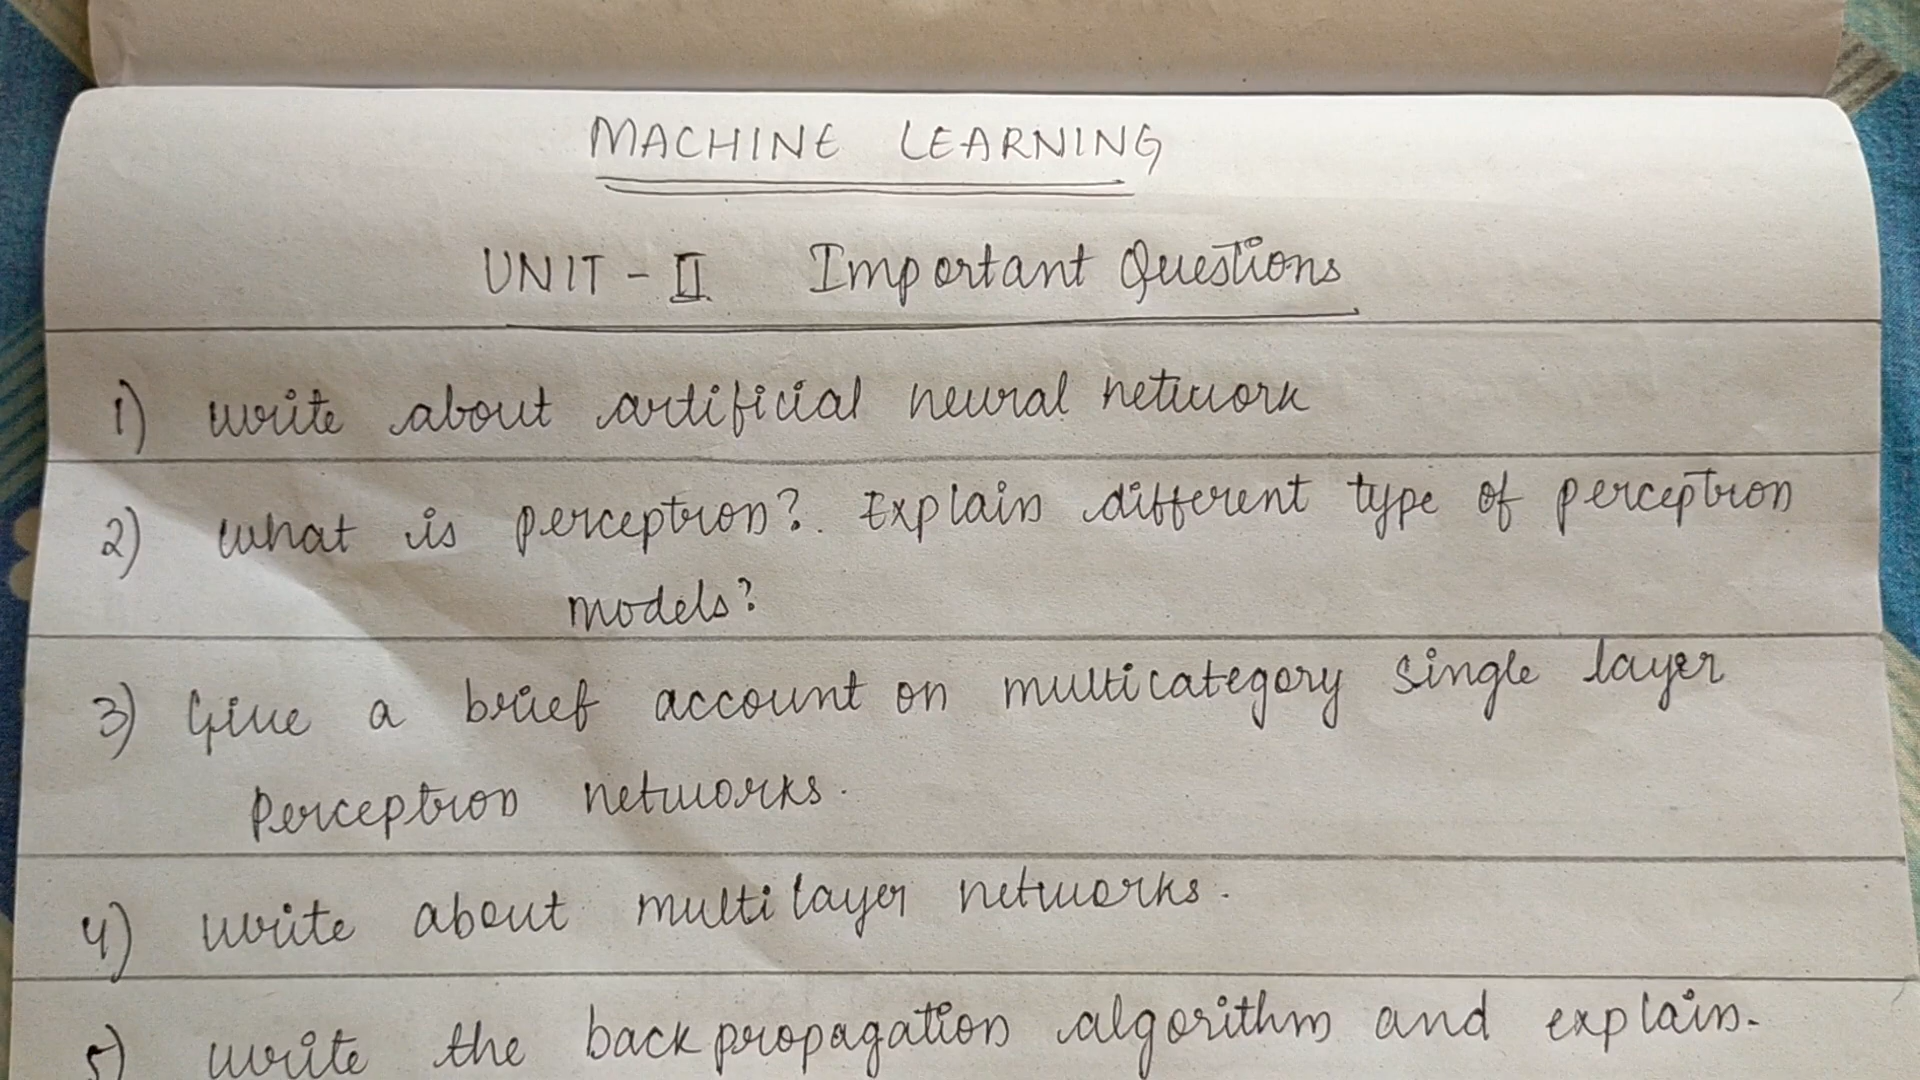 MACHINE LEARNING
UNIT - II Important Questions
1) write about artificial neural network
2) what is perceptron? Explain different type of perceptron
models?
3) Give a brief account on multicategory single layer
Perceptron networks.
4) write about multilayer networks.
5) write the back propagation algorithm and explain.